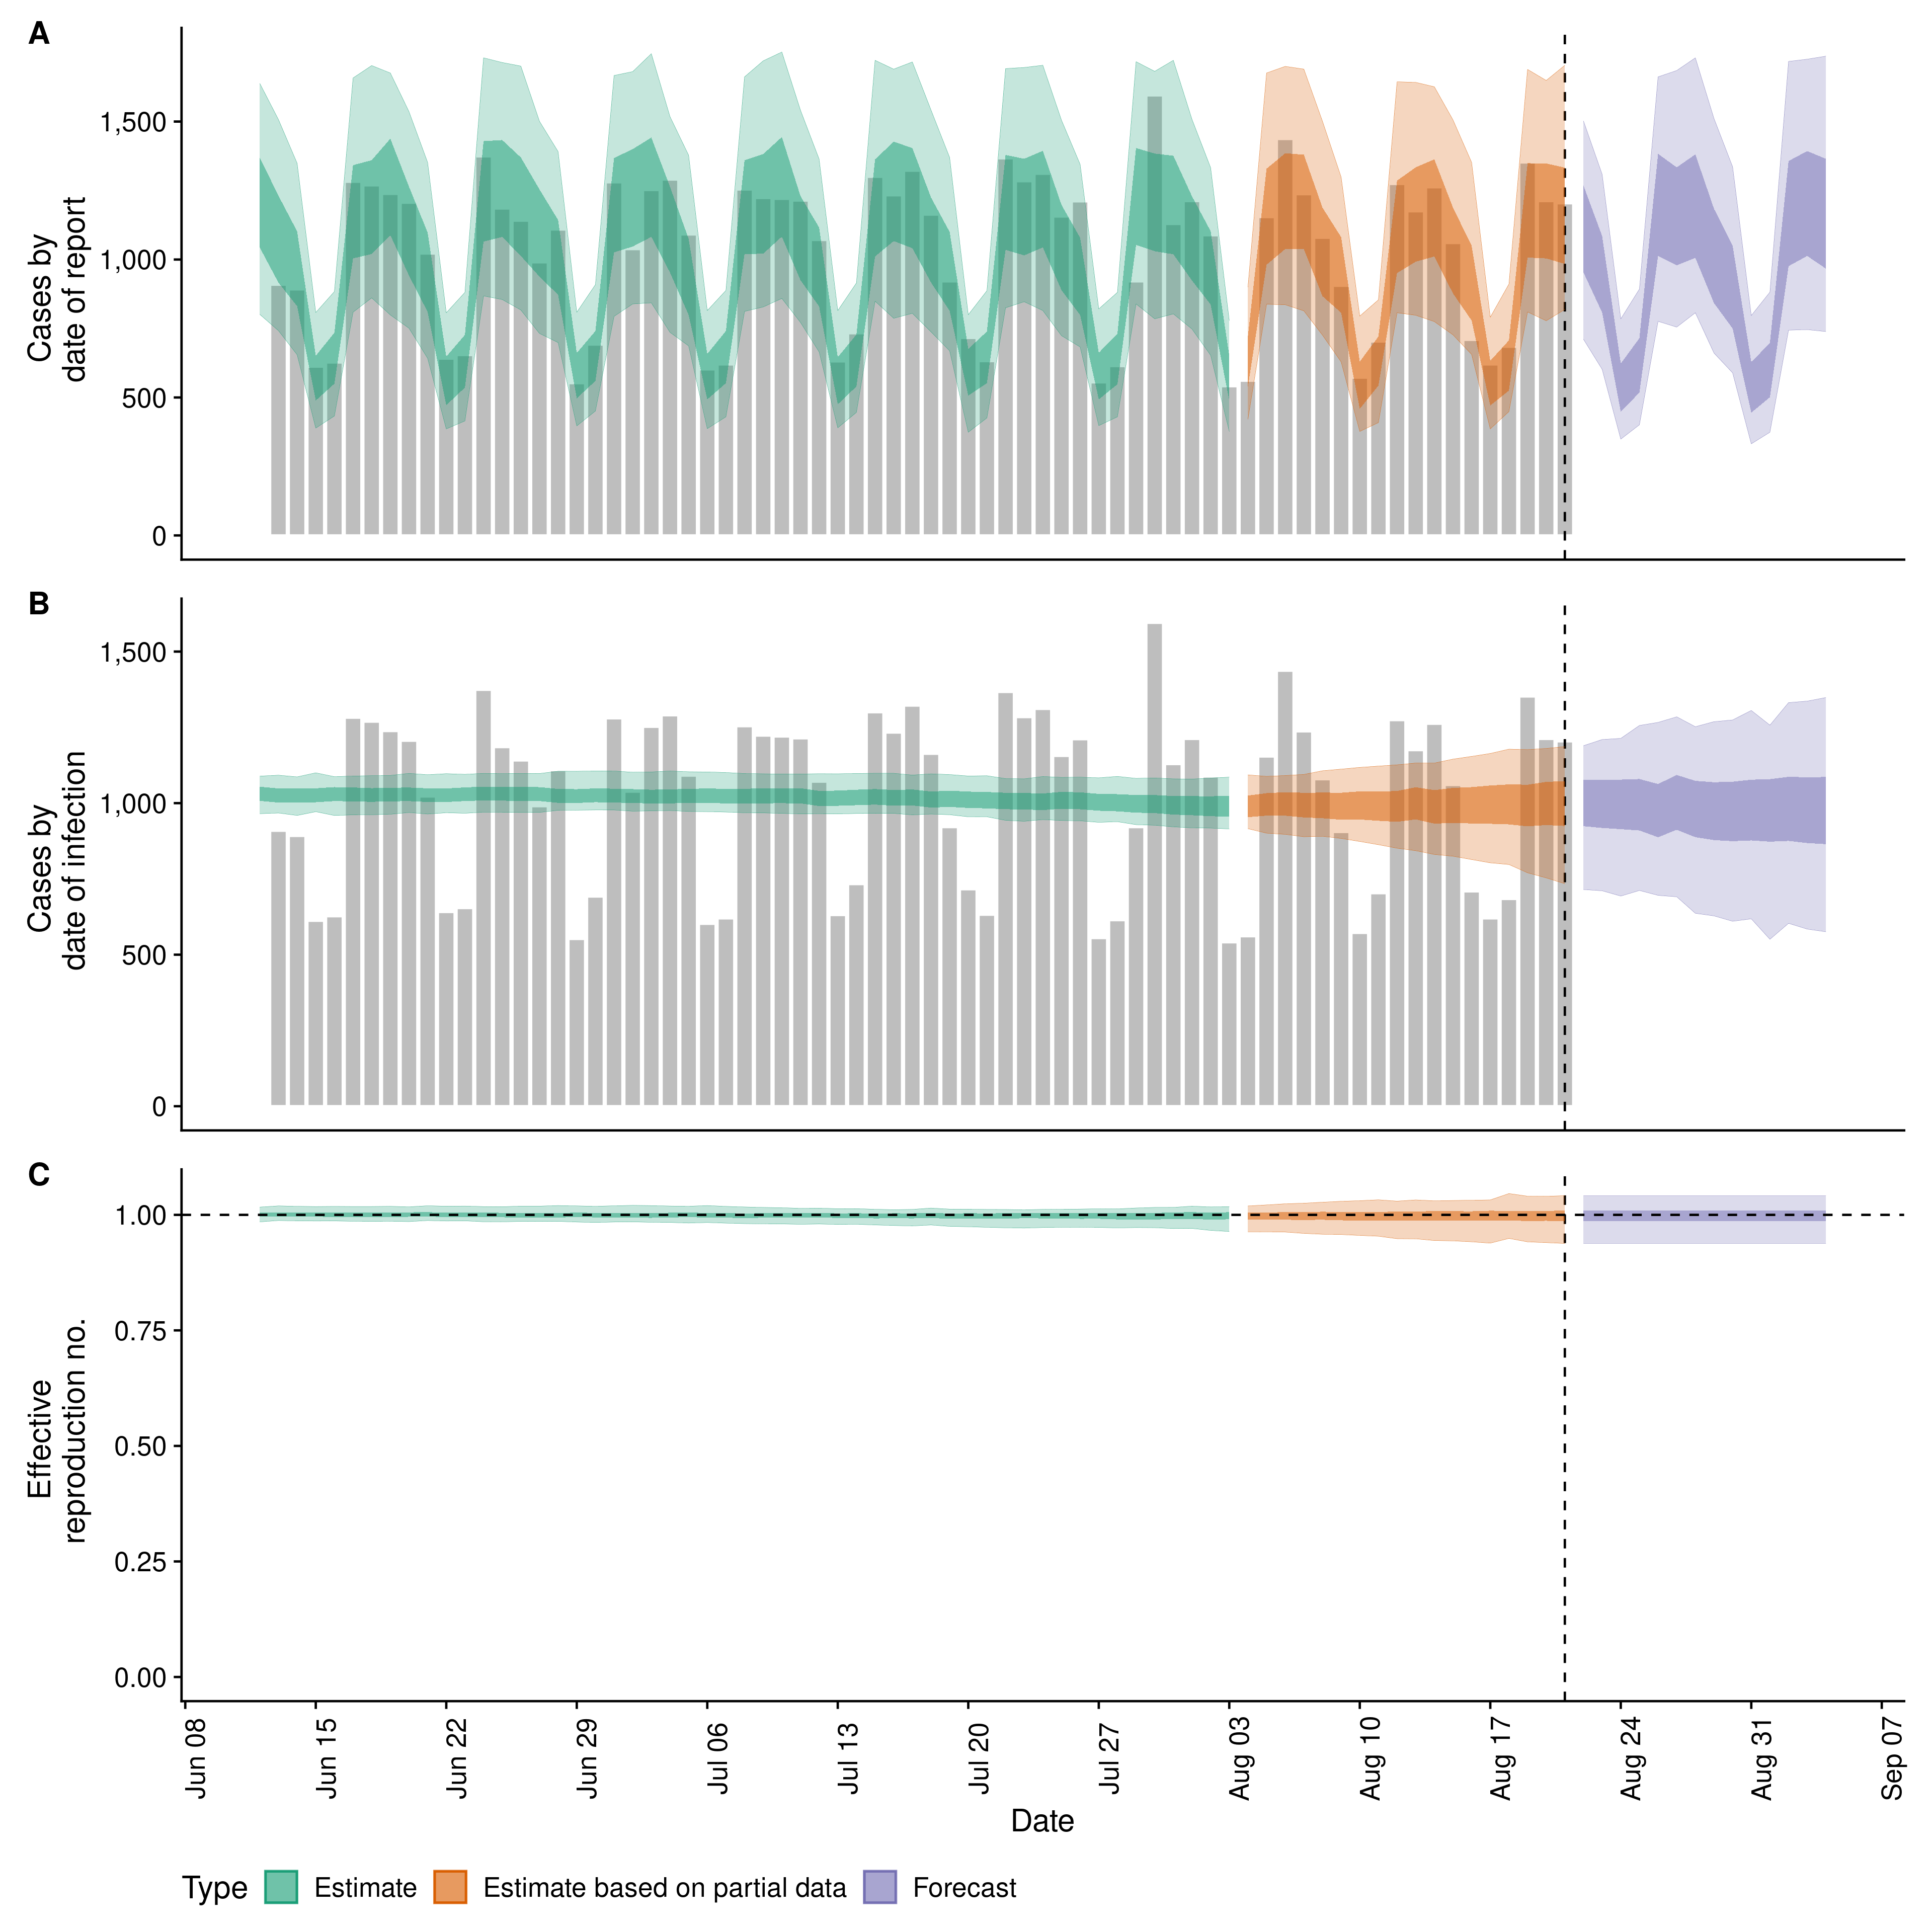 A
Cases by
date of report
1,500
1,000
500
0
B
Cases by
date of infection
1,500
1,000
500
0
C
Effective
reproduction no.
1.00
0.75
0.50
0.25
0.00
Jun 08
Jun 15
Jun 22
Jun 29
Jul 06
Jul 13
Jul 20
Jul 27
Aug 03
Aug 10
Aug 17
Aug 24
Aug 31
Sep 07
Date
Type Estimate Estimate based on partial data Forecast